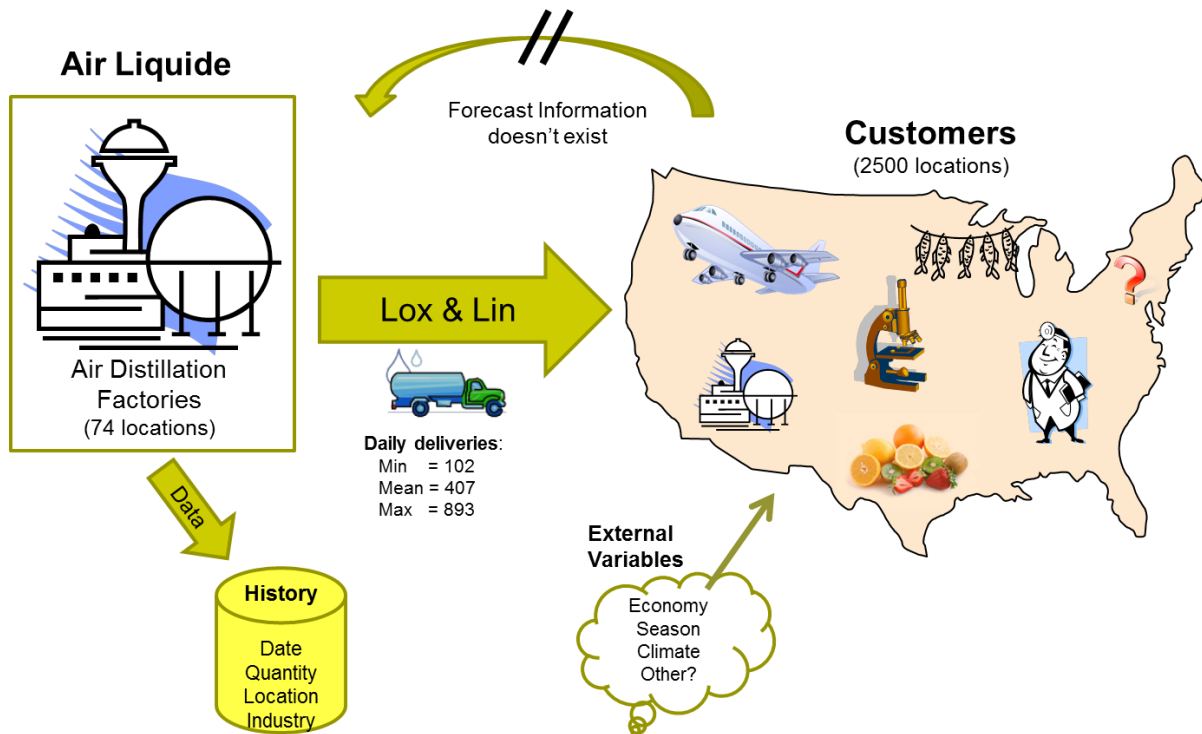 Air Liquide
Air Distillation
Factories
(74 locations)
Forecast Information
doesn’t exist
Customers
(2500 locations)
Lox & Lin
Daily deliveries:
Min = 102
Mean = 407
Max = 893
?
Data
History
Date
Quantity
Location
Industry
External
Variables
Economy
Season
Climate
Other?